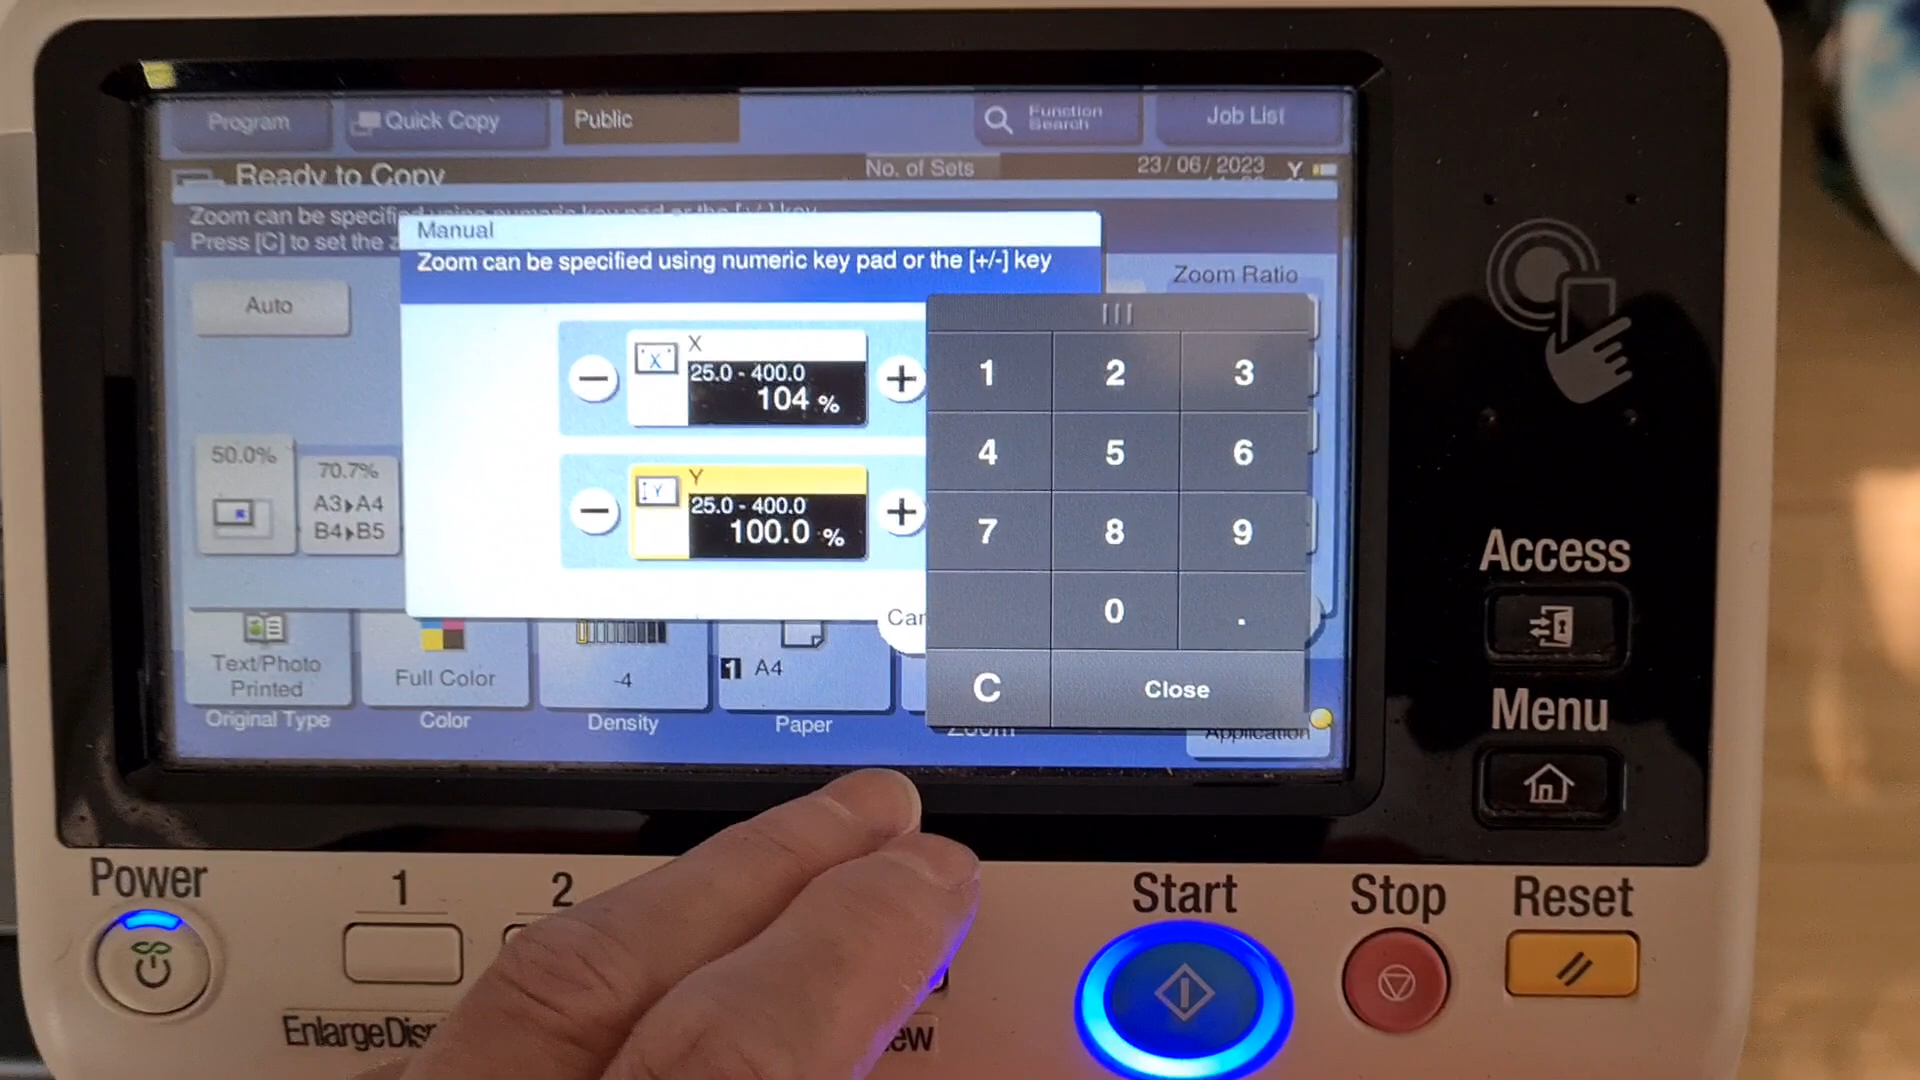 Program
Quick Copy
Public
Function
Search
Job List
Ready to Copy
No. of Sets
23/06/2023
Y
Zoom can be specified using numeric key pad or the [+/-] key
Press [C] to set the z
Manual
Zoom can be specified using numeric key pad or the [+/-] key
Zoom Ratio
Auto
X
X
25.0 - 400.0
104 %
Y
Y
25.0 - 400.0
100.0 %
1
2
3
4
5
6
7
8
9
0
.
C
Close
50.0%
70.7%
A3▸A4
B4▸B5
Can
Text/Photo
Printed
Original Type
Full Color
Color
-4
Density
1 A4
Paper
Zoom
Application
Access
Menu
Power
1
2
Start
Stop
Reset
Enlarge Dis
ew